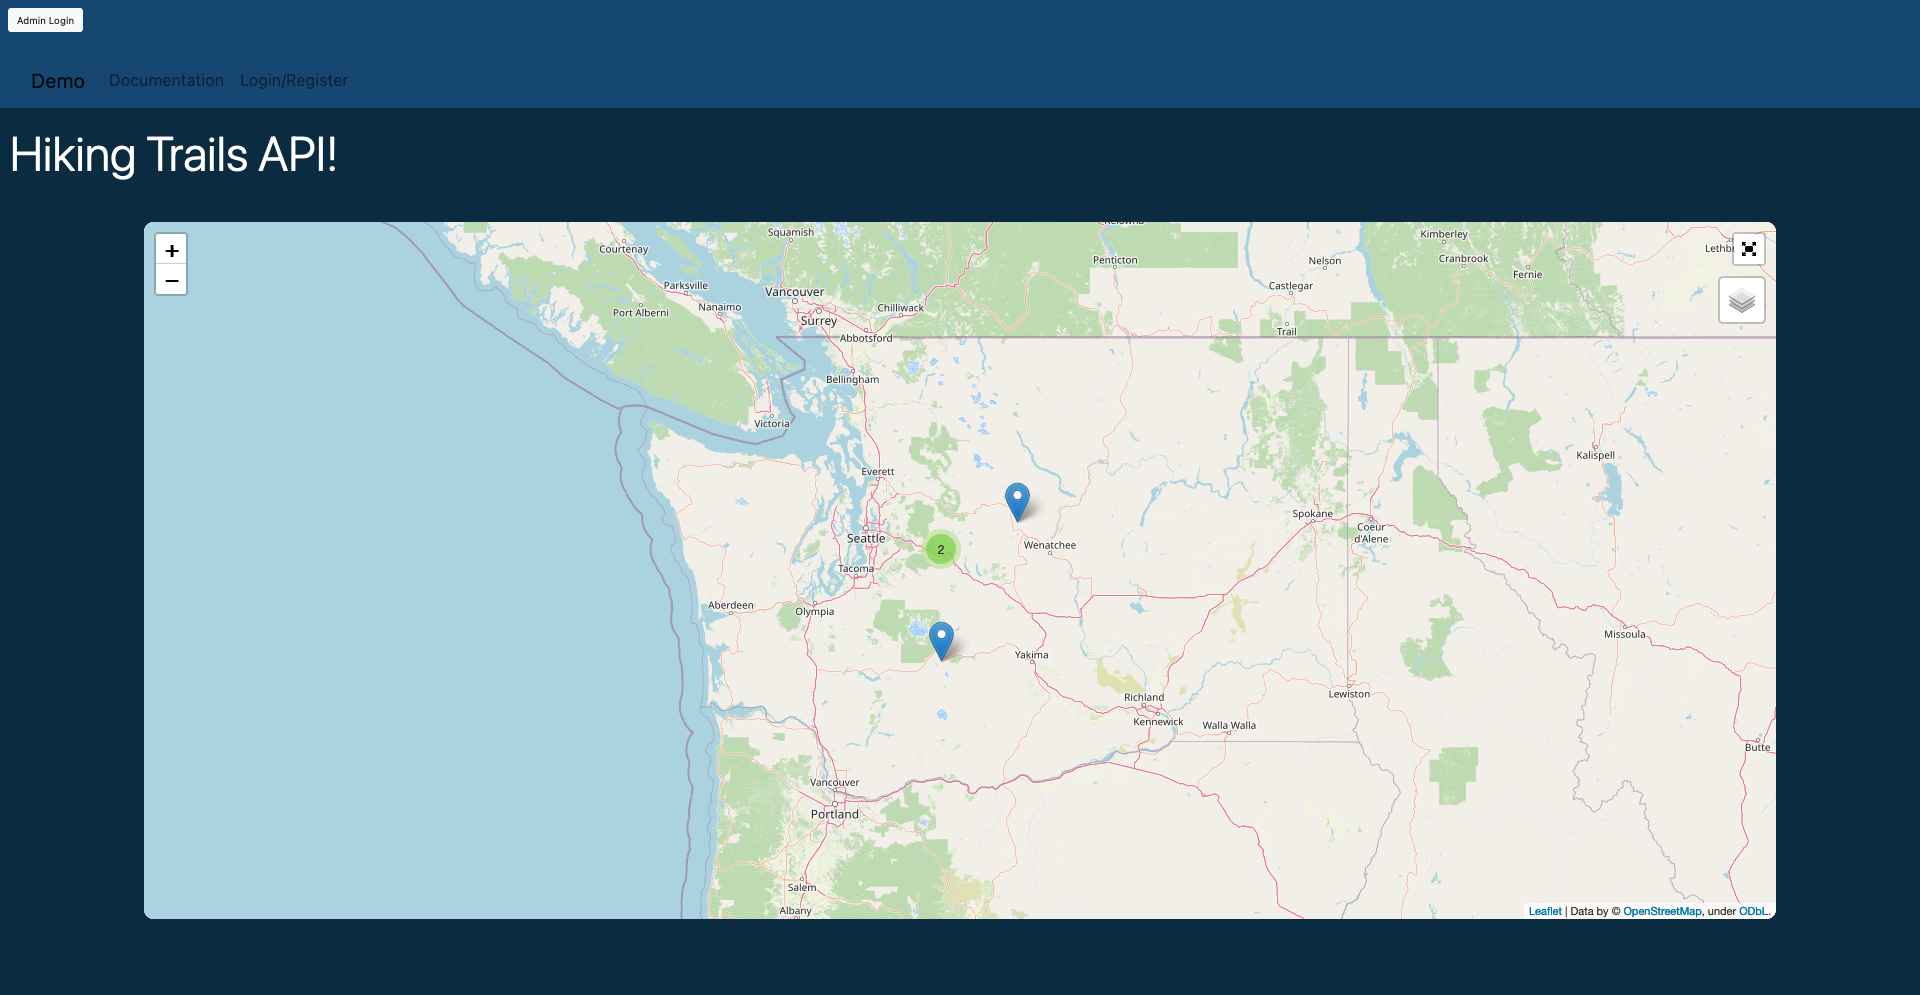 Admin Login
Demo Documentation Login/Register
Hiking Trails API!
+
−
Squamish
Courtenay
Kimberley
Cranbrook
Penticton
Nelson
Fernie
Parksville
Castlegar
Vancouver
Nanaimo
Port Alberni
Chilliwack
Surrey
Trail
Abbotsford
Bellingham
Victoria
Kalispell
Everett
Spokane
Coeur
d'Alene
Seattle
2
Wenatchee
Tacoma
Aberdeen
Olympia
Missoula
Yakima
Richland
Lewiston
Kennewick
Walla Walla
Butte
Vancouver
Portland
Salem
Albany
Leaflet | Data by © OpenStreetMap, under ODbL.